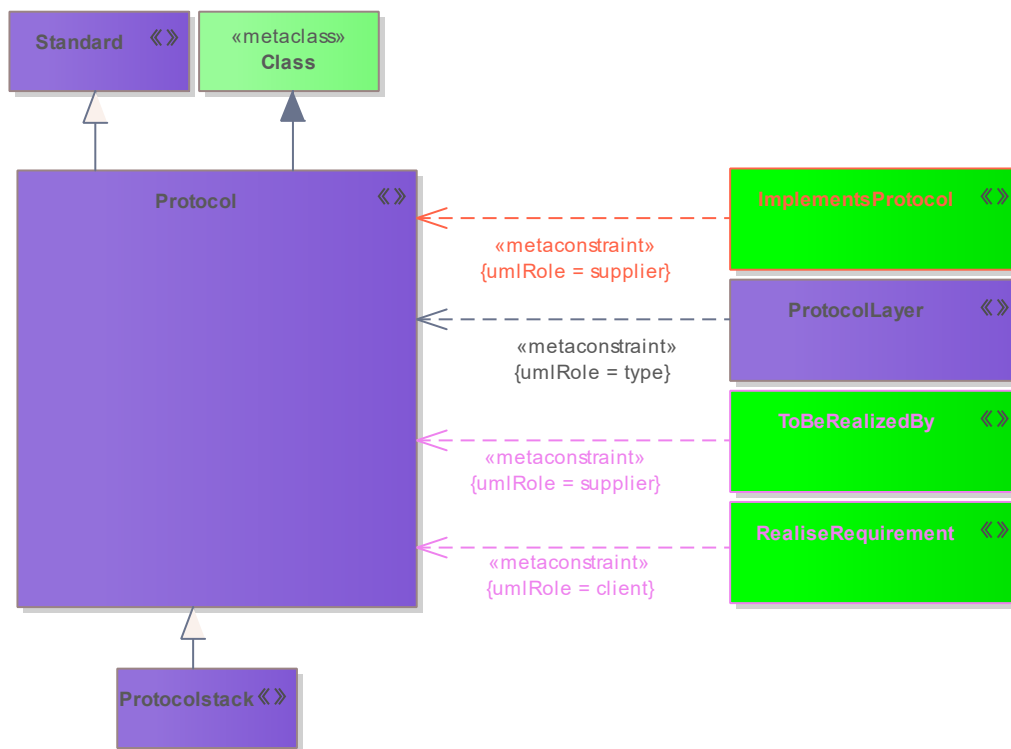 Standard «»
«metaclass»
Class
Protocol «»
ImplementsProtocol «»
«metaconstraint»
{umlRole = supplier}
ProtocolLayer «»
«metaconstraint»
{umlRole = type}
ToBeRealizedBy «»
«metaconstraint»
{umlRole = supplier}
RealiseRequirement «»
«metaconstraint»
{umlRole = client}
Protocolstack «»